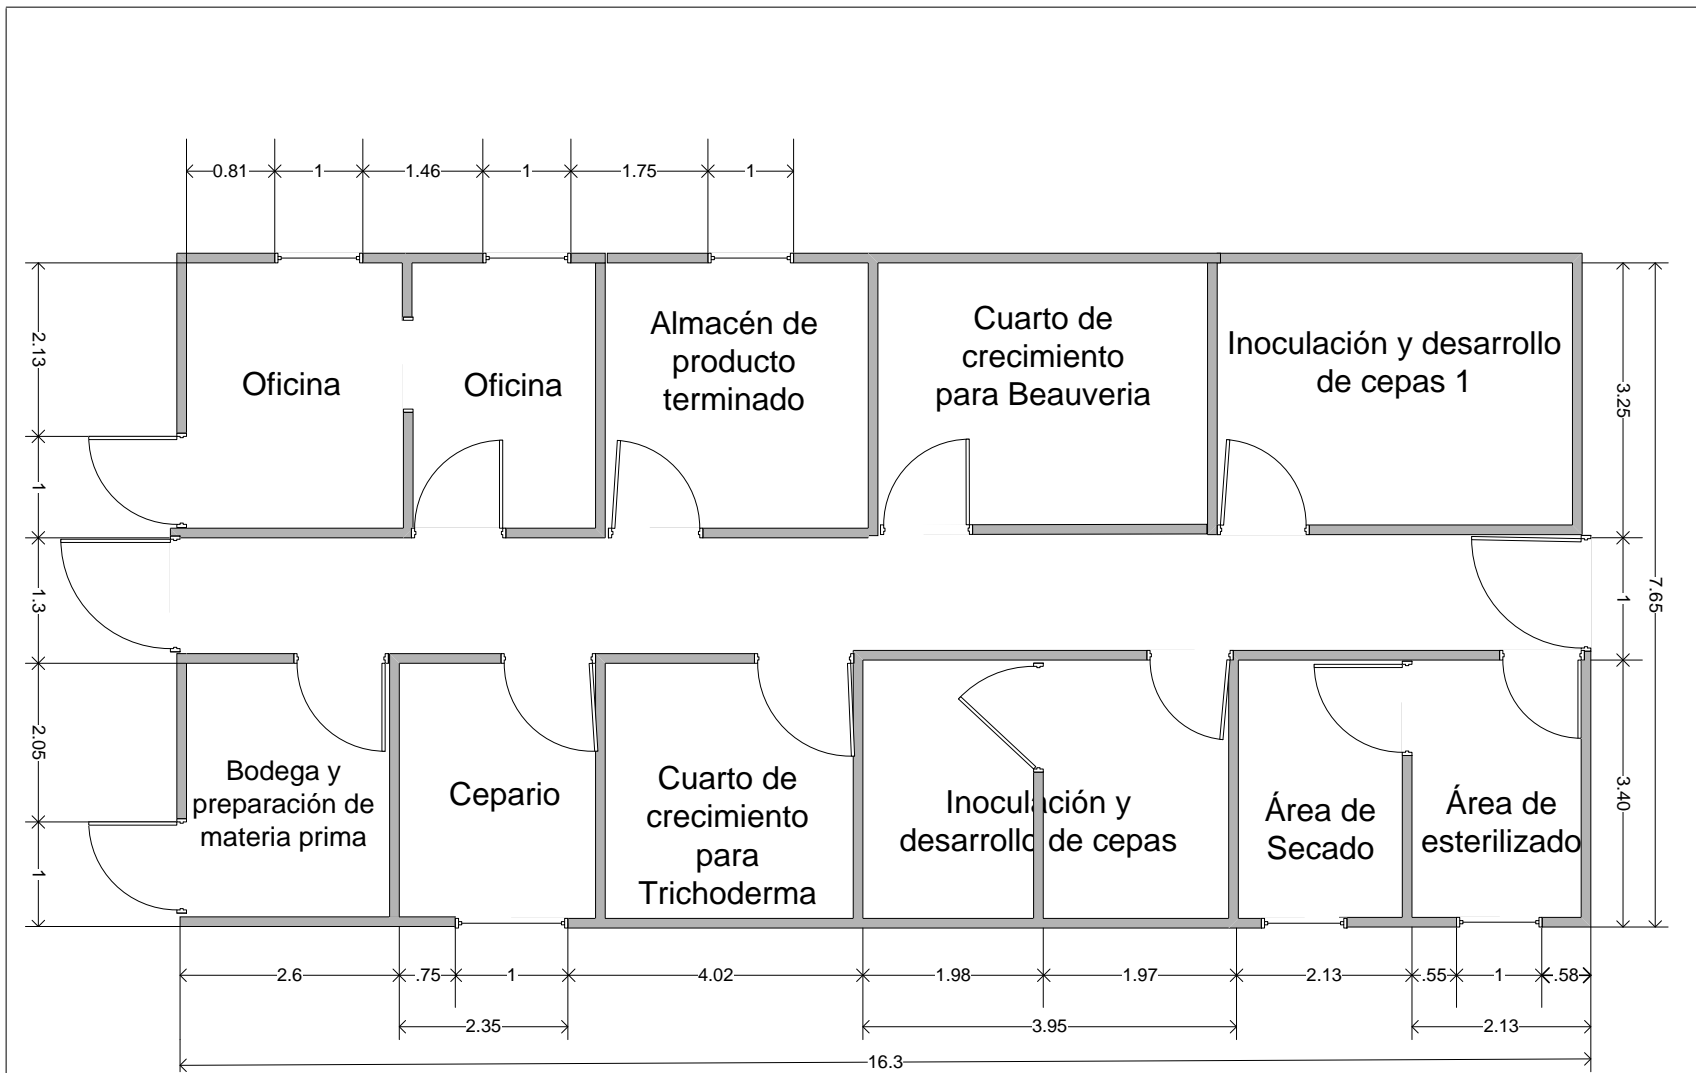 0.81 1 1.46 1 1.75 1
2.13
1
1.3
2.05
1
Oficina
Oficina
Almacén de
producto
terminado
Cuarto de
crecimiento
para Beauveria
Inoculación y desarrollo
de cepas 1
3.25
1
3.40
7.65
Bodega y
preparación de
materia prima
Cepario
Cuarto de
crecimiento
para
Trichoderma
Inoculación y
desarrollo de cepas
Área de
Secado
Área de
esterilizado
2.6 .75 1 4.02 1.98 1.97 2.13 .55 1 .58
2.35 3.95 2.13
16.3